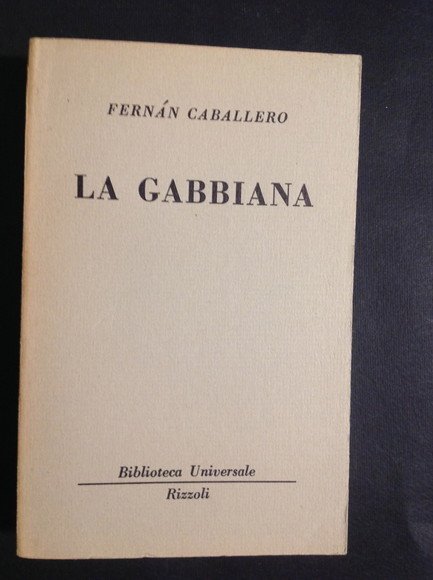 FERNÁN CABALLERO
LA GABBIANA
Biblioteca Universale
Rizzoli